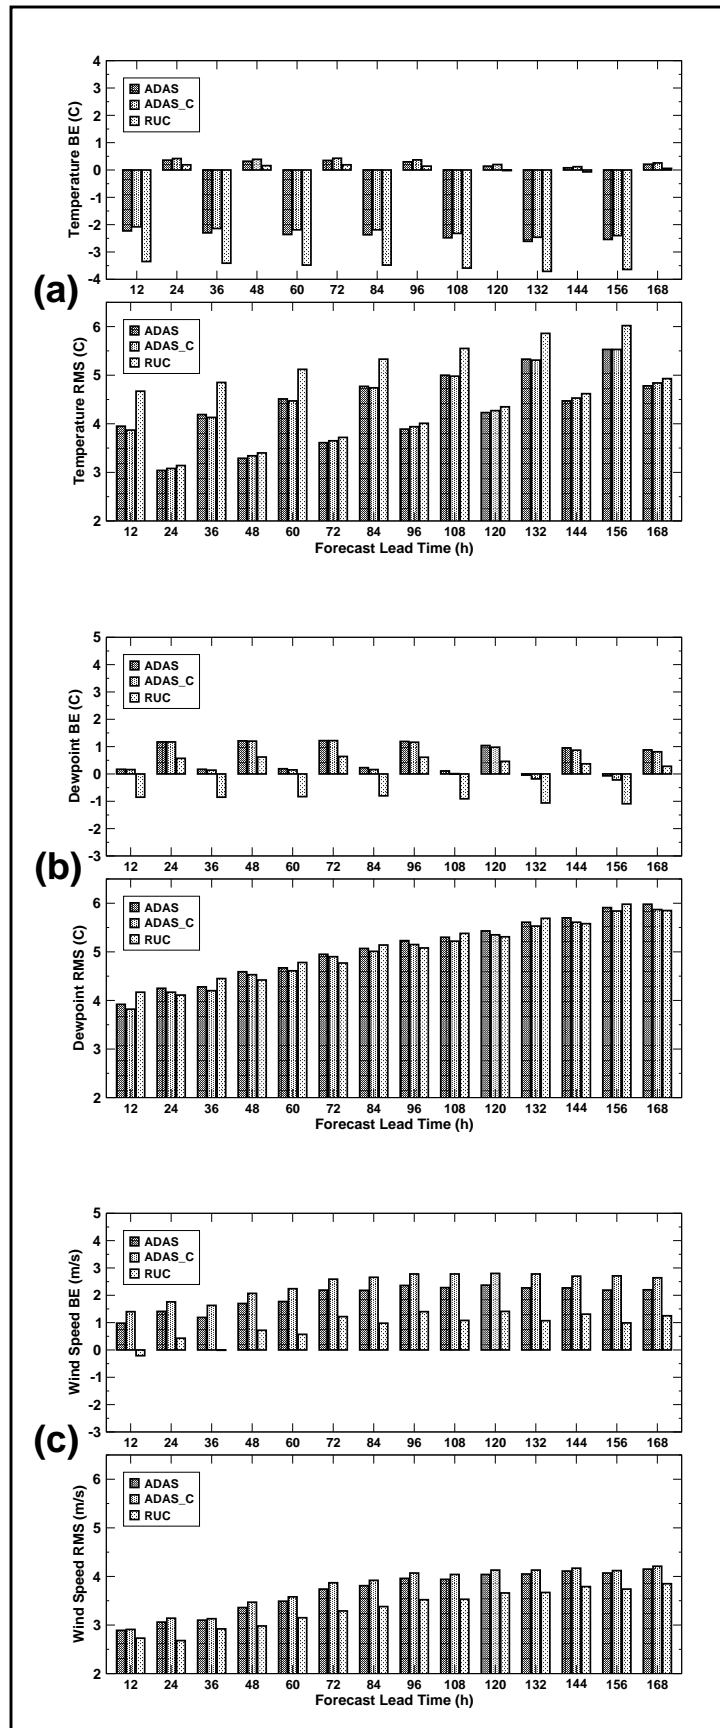 4
3
2
1
0
-1
-2
-3
-4
Temperature BE (C)
ADAS
ADAS_C
RUC
12 24 36 48 60 72 84 96 108 120 132 144 156 168
(a)
6
5
4
3
2
Temperature RMS (C)
ADAS
ADAS_C
RUC
12 24 36 48 60 72 84 96 108 120 132 144 156 168
Forecast Lead Time (h)
5
4
3
2
1
0
-1
-2
-3
Dewpoint BE (C)
ADAS
ADAS_C
RUC
12 24 36 48 60 72 84 96 108 120 132 144 156 168
(b)
6
5
4
3
2
Dewpoint RMS (C)
ADAS
ADAS_C
RUC
12 24 36 48 60 72 84 96 108 120 132 144 156 168
Forecast Lead Time (h)
5
4
3
2
1
0
-1
-2
-3
Wind Speed BE (m/s)
ADAS
ADAS_C
RUC
12 24 36 48 60 72 84 96 108 120 132 144 156 168
(c)
6
5
4
3
2
Wind Speed RMS (m/s)
ADAS
ADAS_C
RUC
12 24 36 48 60 72 84 96 108 120 132 144 156 168
Forecast Lead Time (h)